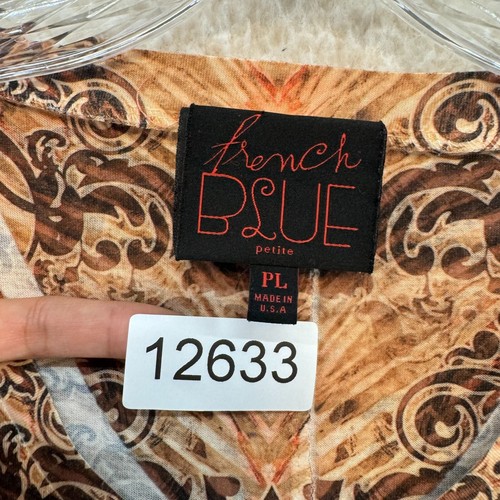 french
BLUE
petite
PL
MADE IN
U.S.A
12633